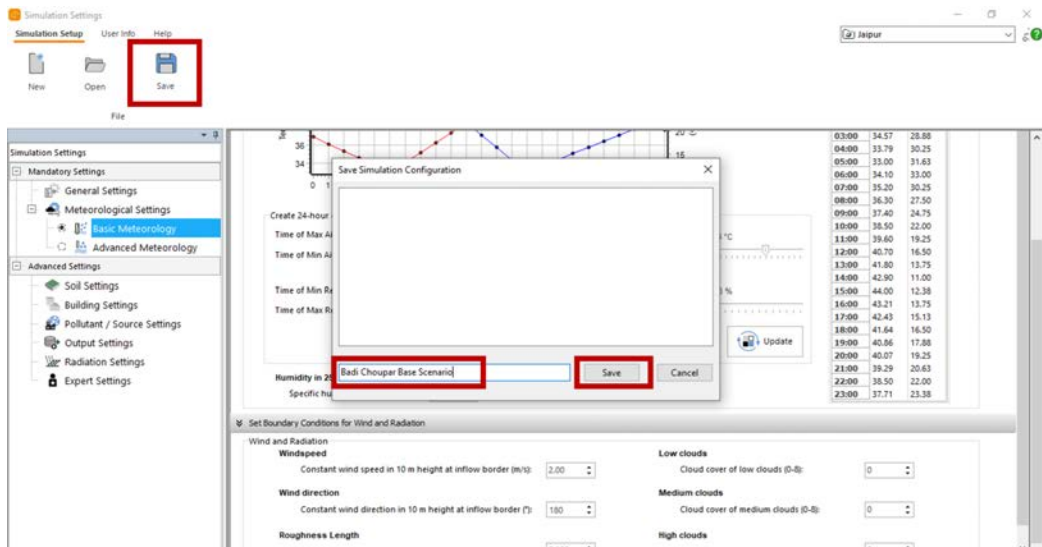 Simulation Settings
Simulation Setup User Info Help
Jaipur
New Open Save
File
Simulation Settings
Mandatory Settings
General Settings
Meteorological Settings
Basic Meteorology
Advanced Meteorology
Advanced Settings
Soil Settings
Building Settings
Pollutant / Source Settings
Output Settings
Radiation Settings
Expert Settings
36
34
0 1
20
15
Save Simulation Configuration
Create 24-hour
Time of Max Ai
Time of Min Ai
°C
Time of Min Re
Time of Max Re
%
Update
Badi Choupar Base Scenario
Save Cancel
Humidity in 25
Specific hu
03:00 34.57 28.88
04:00 33.79 30.25
05:00 33.00 31.63
06:00 34.10 33.00
07:00 35.20 30.25
08:00 36.30 27.50
09:00 37.40 24.75
10:00 38.50 22.00
11:00 39.60 19.25
12:00 40.70 16.50
13:00 41.80 13.75
14:00 42.90 11.00
15:00 44.00 12.38
16:00 43.21 13.75
17:00 42.43 15.13
18:00 41.64 16.50
19:00 40.86 17.88
20:00 40.07 19.25
21:00 39.29 20.63
22:00 38.50 22.00
23:00 37.71 23.38
Set Boundary Conditions for Wind and Radiation
Wind and Radiation
Windspeed
Constant wind speed in 10 m height at inflow border (m/s): 2.00
Wind direction
Constant wind direction in 10 m height at inflow border (°): 180
Roughness Length
Low clouds
Cloud cover of low clouds (0-8): 0
Medium clouds
Cloud cover of medium clouds (0-8): 0
High clouds